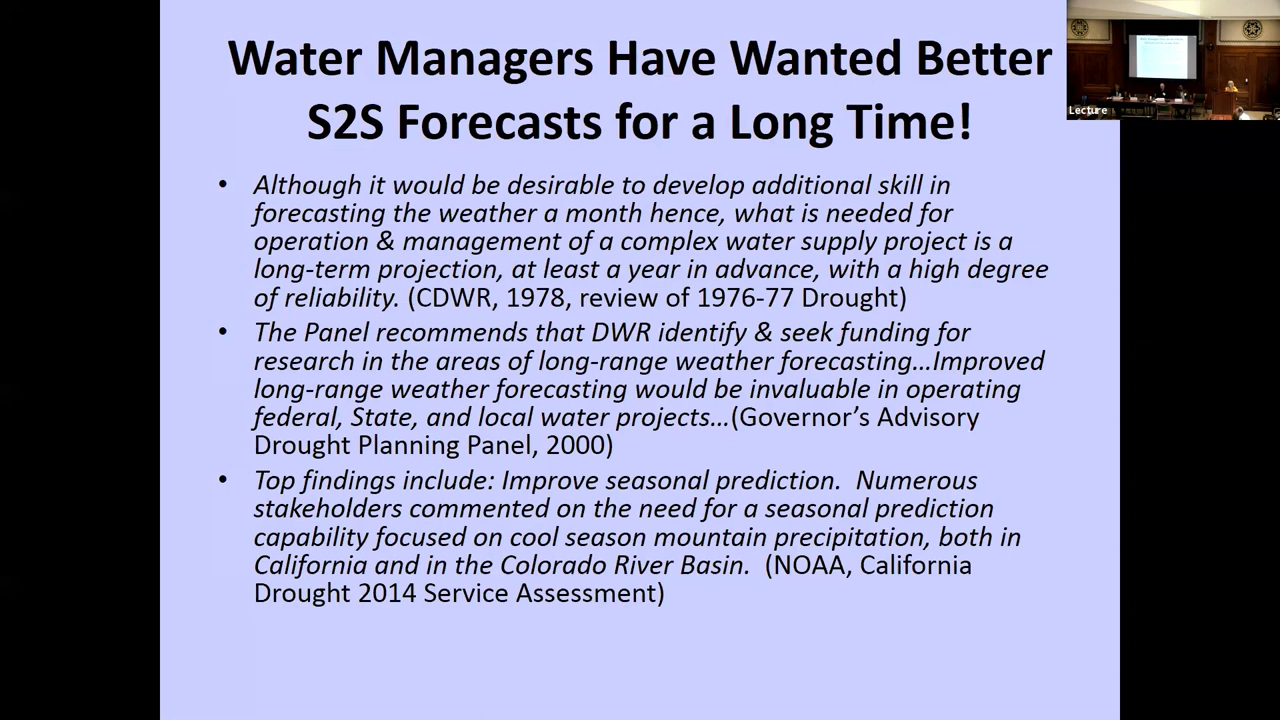 Water Managers Have Wanted Better
S2S Forecasts for a Long Time!
• Although it would be desirable to develop additional skill in
forecasting the weather a month hence, what is needed for
operation & management of a complex water supply project is a
long-term projection, at least a year in advance, with a high degree
of reliability. (CDWR, 1978, review of 1976-77 Drought)
• The Panel recommends that DWR identify & seek funding for
research in the areas of long-range weather forecasting…Improved
long-range weather forecasting would be invaluable in operating
federal, State, and local water projects…(Governor’s Advisory
Drought Planning Panel, 2000)
• Top findings include: Improve seasonal prediction.  Numerous
stakeholders commented on the need for a seasonal prediction
capability focused on cool season mountain precipitation, both in
California and in the Colorado River Basin.  (NOAA, California
Drought 2014 Service Assessment)
Lecture